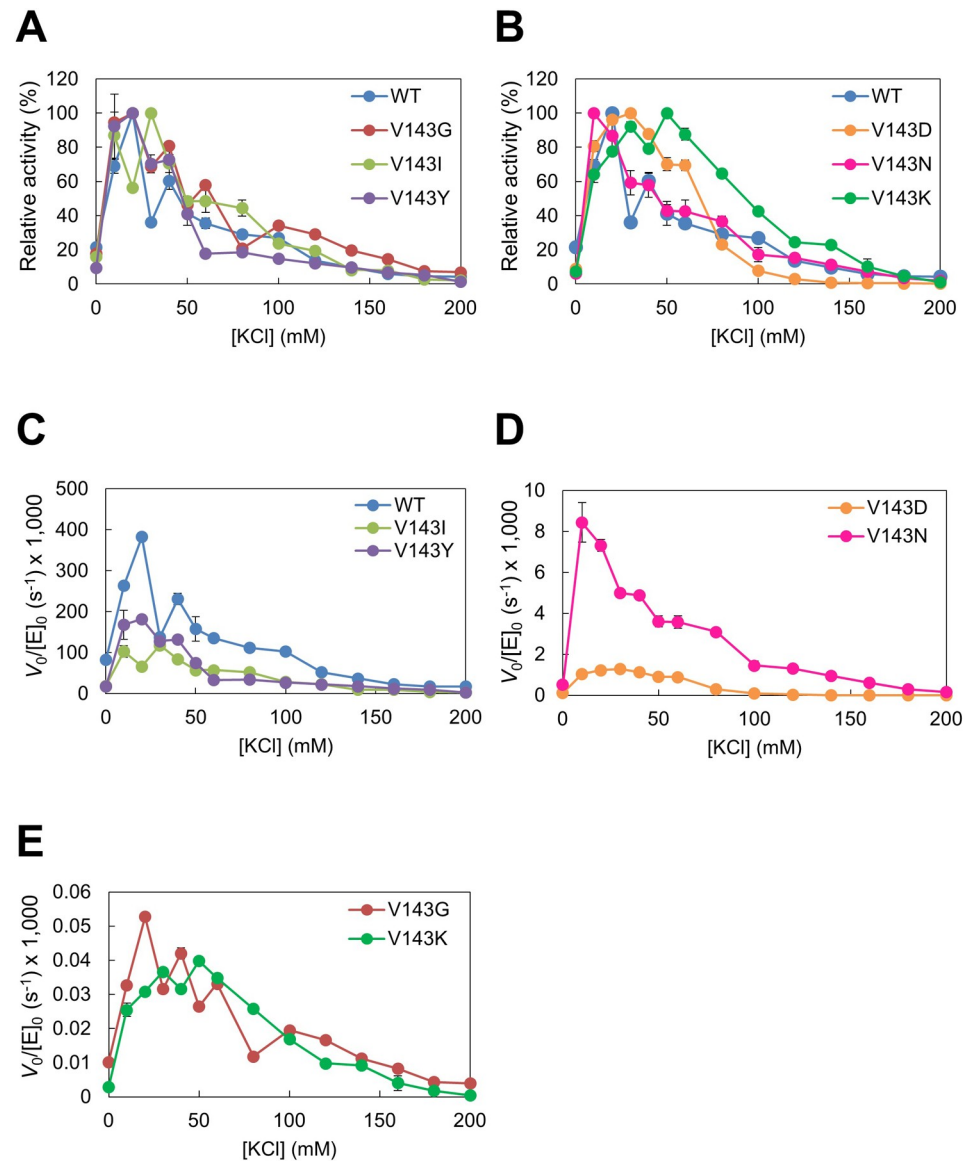 A
Relative activity (%)
120
100
80
60
40
20
0
0
50
100
150
200
[KCl] (mM)
WT
V143G
V143I
V143Y
B
Relative activity (%)
120
100
80
60
40
20
0
0
50
100
150
200
[KCl] (mM)
WT
V143D
V143N
V143K
C
V₀/[E]₀ (s⁻¹) x 1,000
500
400
300
200
100
0
0
50
100
150
200
[KCl] (mM)
WT
V143I
V143Y
D
V₀/[E]₀ (s⁻¹) x 1,000
10
8
6
4
2
0
0
50
100
150
200
[KCl] (mM)
V143D
V143N
E
V₀/[E]₀ (s⁻¹) x 1,000
0.06
0.05
0.04
0.03
0.02
0.01
0
0
50
100
150
200
[KCl] (mM)
V143G
V143K